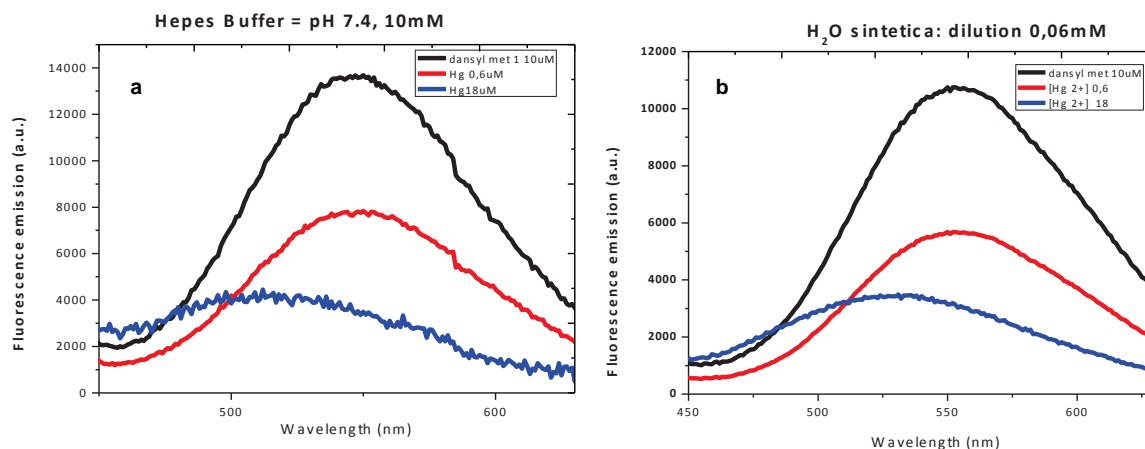 Hepes Buffer = pH 7.4, 10mM
a
dansyl met 1 10uM
Hg 0,6uM
Hg18uM
Fluorescence emission (a.u.)
14000
12000
10000
8000
6000
4000
2000
0
500
600
Wavelength (nm)
H2O sintetica: dilution 0,06mM
b
dansyl met 10uM
[Hg 2+] 0,6
[Hg 2+] 18
Fluorescence emission (a.u.)
12000
10000
8000
6000
4000
2000
0
450
500
550
600
Wavelength (nm)